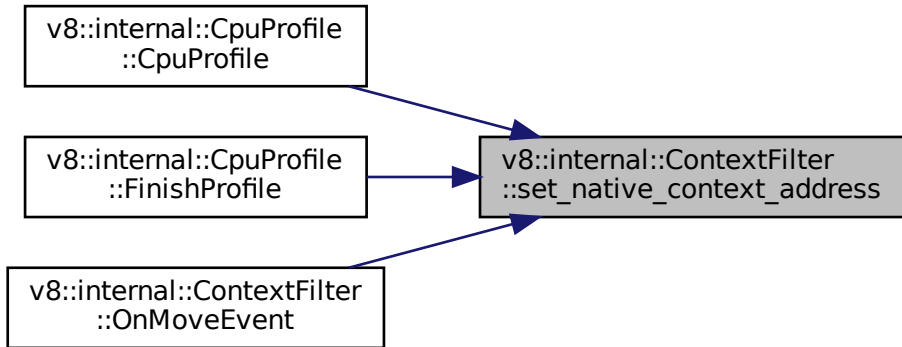 v8::internal::CpuProfile
::CpuProfile
v8::internal::CpuProfile
::FinishProfile
v8::internal::ContextFilter
::set_native_context_address
v8::internal::ContextFilter
::OnMoveEvent